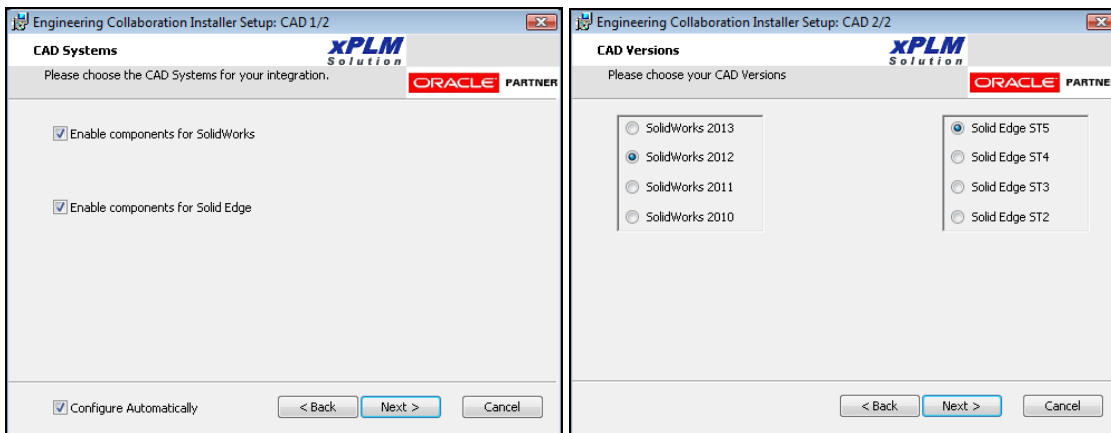 Engineering Collaboration Installer Setup: CAD 1/2
CAD Systems
xPLM
Solution
Please choose the CAD Systems for your integration.
ORACLE PARTNER
Enable components for SolidWorks
Enable components for Solid Edge
Configure Automatically
< Back
Next >
Cancel
Engineering Collaboration Installer Setup: CAD 2/2
CAD Versions
xPLM
Solution
Please choose your CAD Versions
ORACLE PARTNE
SolidWorks 2013
SolidWorks 2012
SolidWorks 2011
SolidWorks 2010
Solid Edge ST5
Solid Edge ST4
Solid Edge ST3
Solid Edge ST2
< Back
Next >
Cancel